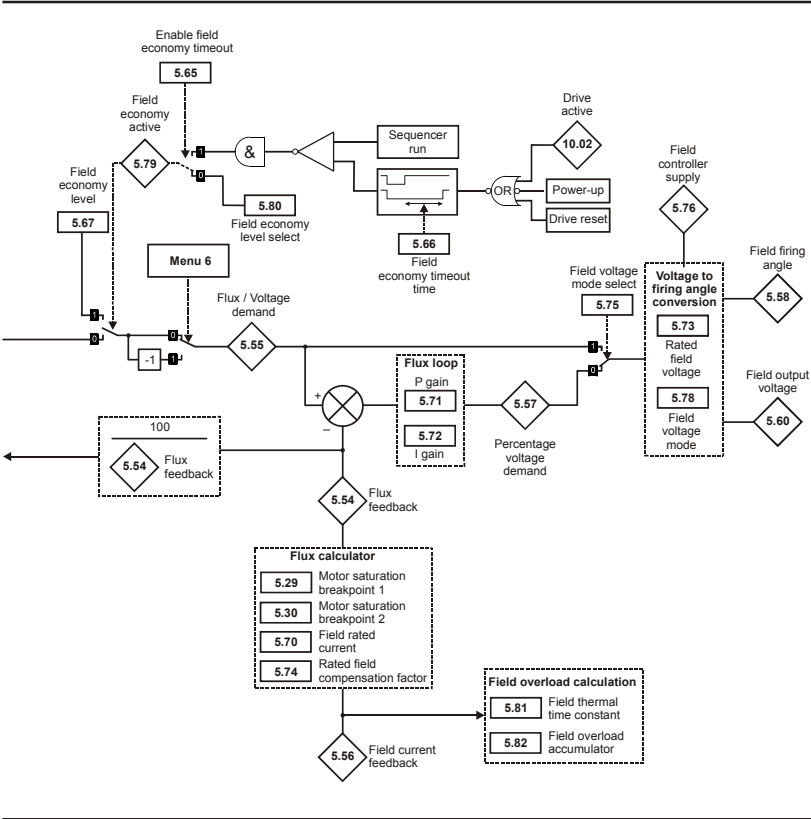 Enable field
economy timeout
5.65
Field
economy
active
5.79
1
0
&
Sequencer
run
Drive
active
10.02
OR
Power-up
Drive reset
5.66
Field
economy timeout
time
5.80
Field economy
level select
Field
economy
level
5.67
1
0
Menu 6
0
1
-1
Flux / Voltage
demand
5.55
Field
controller
supply
5.76
Field voltage
mode select
5.75
1
0
Voltage to
firing angle
conversion
5.73
Rated
field
voltage
5.78
Field
voltage
mode
Field firing
angle
5.58
Field output
voltage
5.60
+
–
Flux loop
P gain
5.71
5.72
I gain
5.57
Percentage
voltage
demand
100
5.54
Flux
feedback
5.54
Flux
feedback
Flux calculator
5.29
Motor saturation
breakpoint 1
5.30
Motor saturation
breakpoint 2
5.70
Field rated
current
5.74
Rated field
compensation factor
Field overload calculation
5.81
Field thermal
time constant
5.82
Field overload
accumulator
5.56
Field current
feedback